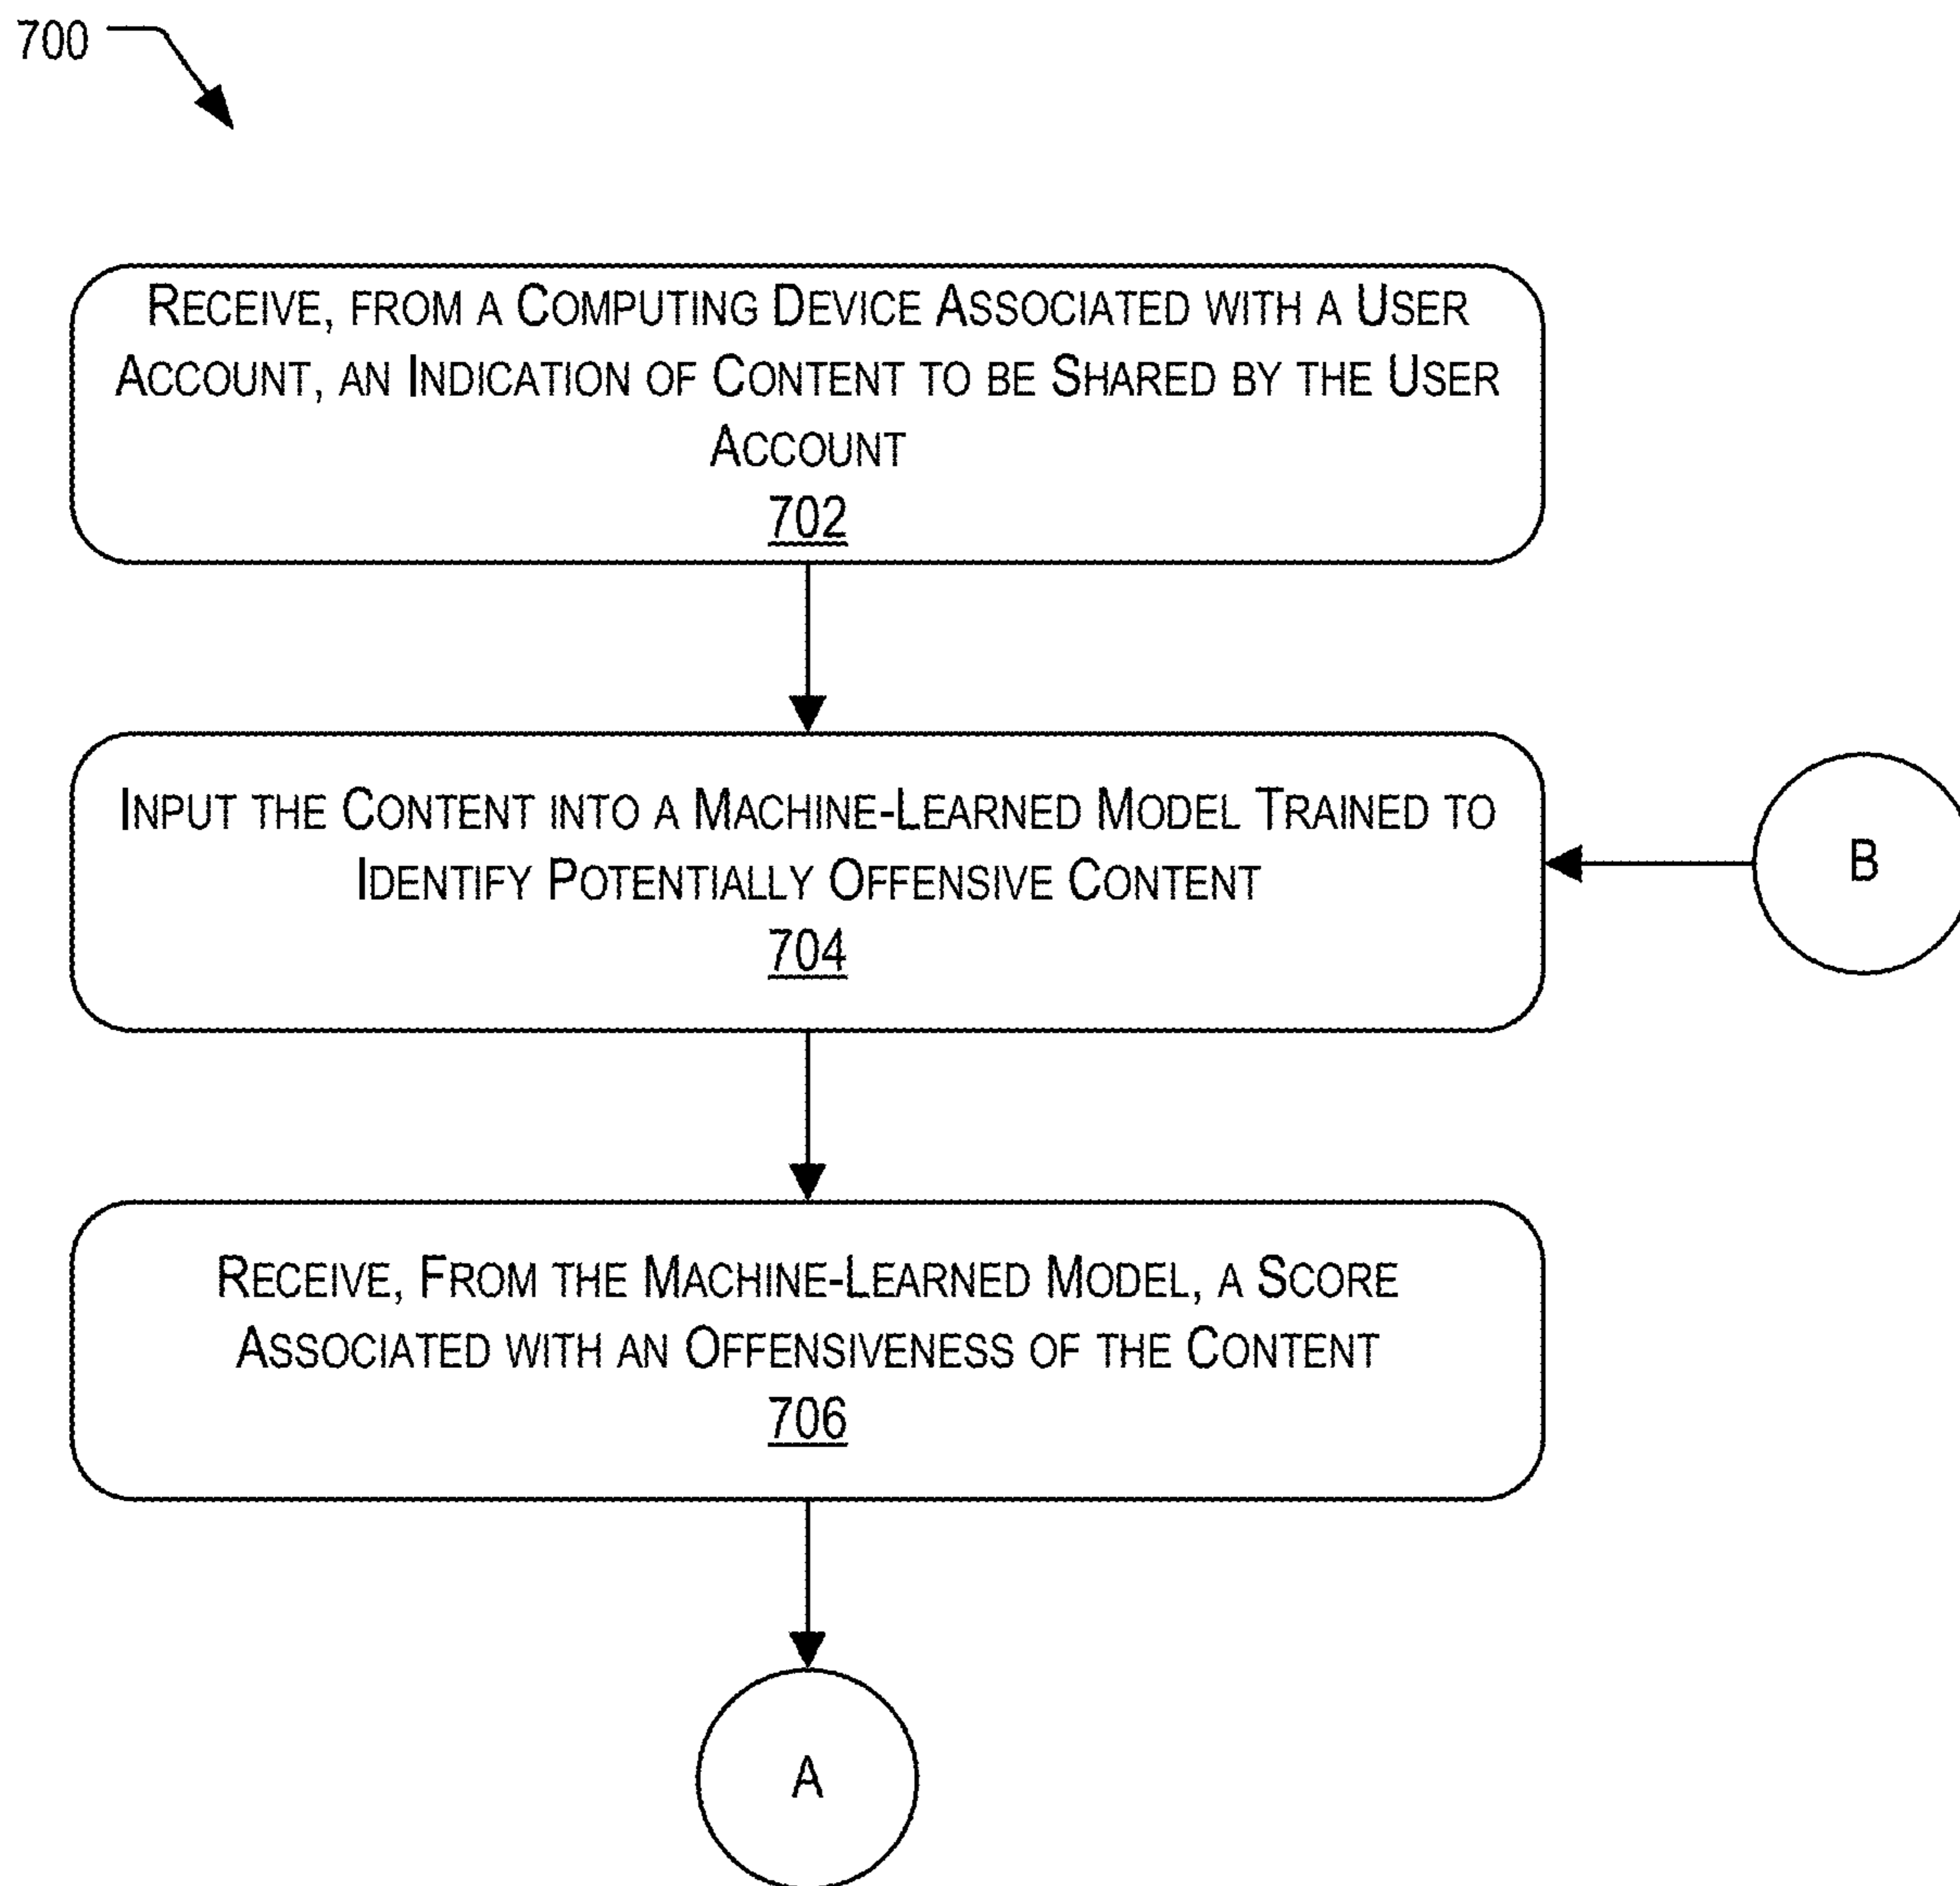 700
RECEIVE, FROM A COMPUTING DEVICE ASSOCIATED WITH A USER
ACCOUNT, AN INDICATION OF CONTENT TO BE SHARED BY THE USER
ACCOUNT
702
INPUT THE CONTENT INTO A MACHINE-LEARNED MODEL TRAINED TO
IDENTIFY POTENTIALLY OFFENSIVE CONTENT
704
B
RECEIVE, FROM THE MACHINE-LEARNED MODEL, A SCORE
ASSOCIATED WITH AN OFFENSIVENESS OF THE CONTENT
706
A